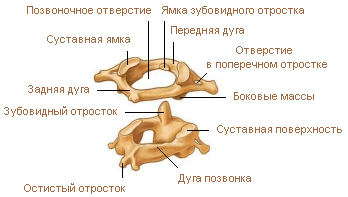 Позвоночное отверстие
Ямка зубовидного отростка
Суставная ямка
Передняя дуга
Отверстие
в поперечном отростке
Задняя дуга
Боковые массы
Зубовидный отросток
Суставная поверхность
Остистый отросток
Дуга позвонка